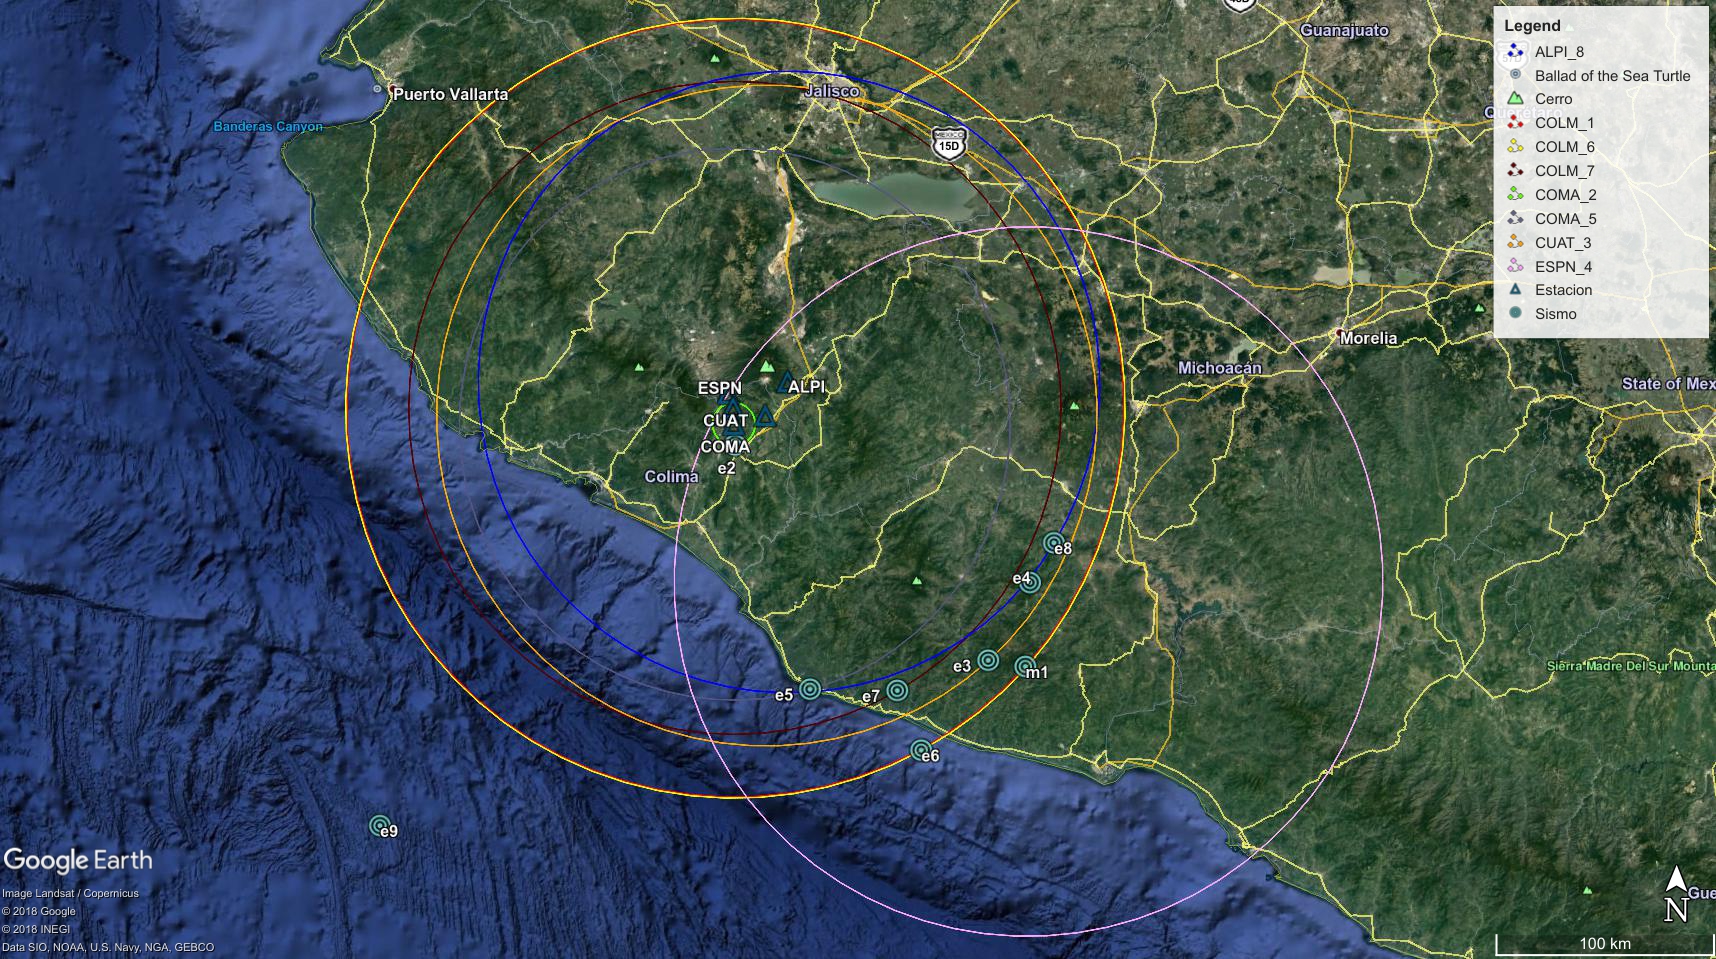 Guanajuato
Legend
ALPI_8
Ballad of the Sea Turtle
Cerro
COLM_1
COLM_6
COLM_7
COMA_2
COMA_5
CUAT_3
ESPN_4
Estacion
Sismo
Puerto Vallarta
Jalisco
Banderas Canyon
MEXICO
15D
Morelia
Michoacán
State of Mex
ESPN
ALPI
CUAT
COMA
e2
Colima
e8
e4
e3
m1
Sierra Madre Del Sur Mounta
e5
e7
e6
e9
Google Earth
Image Landsat / Copernicus
© 2018 Google
© 2018 INEGI
Data SIO, NOAA, U.S. Navy, NGA, GEBCO
Gue
N
100 km